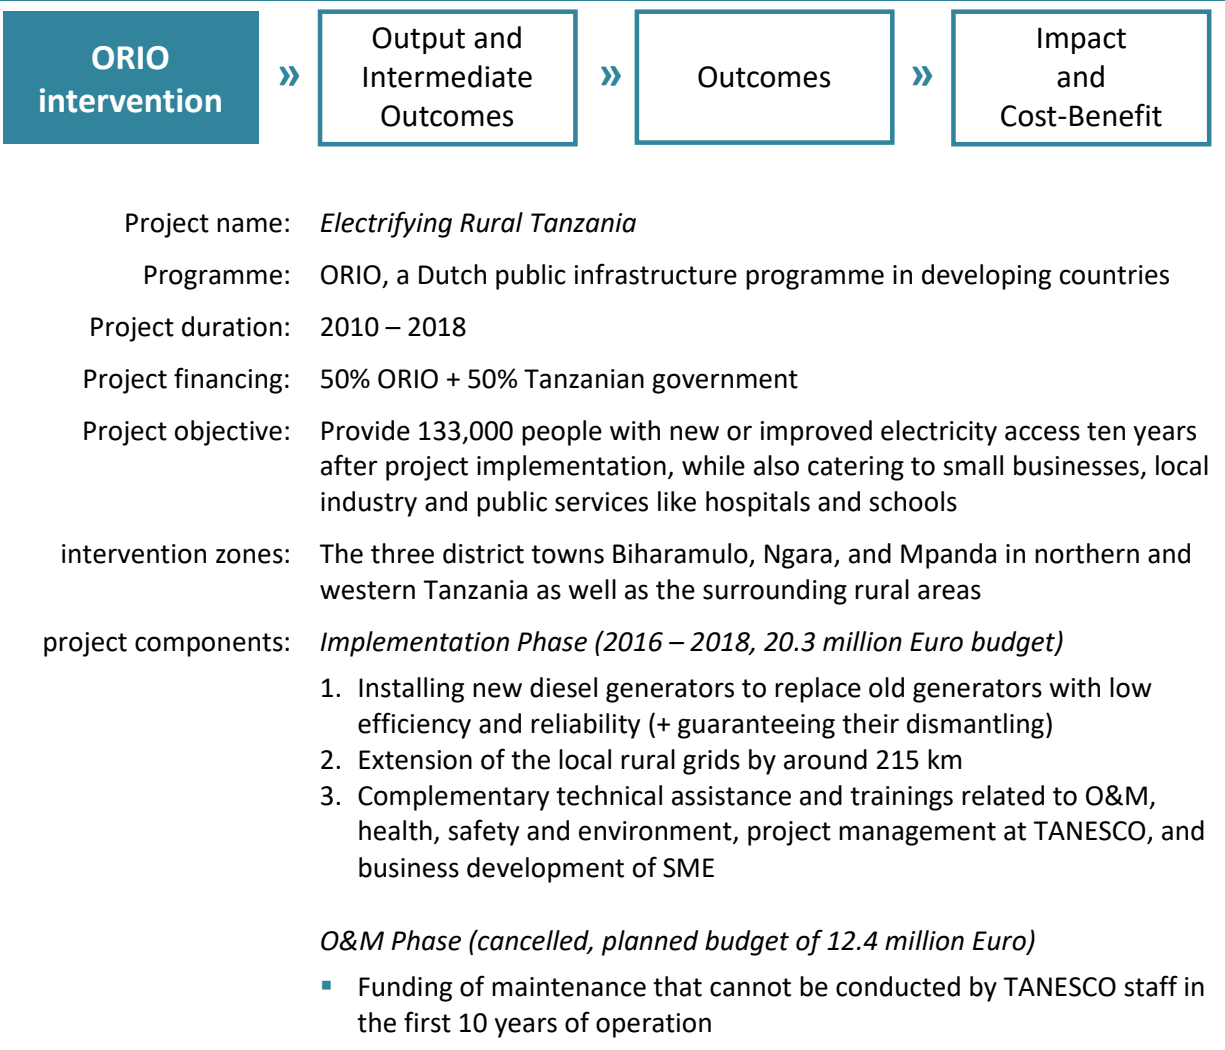 ORIO
intervention
»
Output and
Intermediate
Outcomes
»
Outcomes
»
Impact
and
Cost-Benefit
Project name: Electrifying Rural Tanzania
Programme: ORIO, a Dutch public infrastructure programme in developing countries
Project duration: 2010 – 2018
Project financing: 50% ORIO + 50% Tanzanian government
Project objective: Provide 133,000 people with new or improved electricity access ten years
after project implementation, while also catering to small businesses, local
industry and public services like hospitals and schools
intervention zones: The three district towns Biharamulo, Ngara, and Mpanda in northern and
western Tanzania as well as the surrounding rural areas
project components: Implementation Phase (2016 – 2018, 20.3 million Euro budget)
1. Installing new diesel generators to replace old generators with low
efficiency and reliability (+ guaranteeing their dismantling)
2. Extension of the local rural grids by around 215 km
3. Complementary technical assistance and trainings related to O&M,
health, safety and environment, project management at TANESCO, and
business development of SME
O&M Phase (cancelled, planned budget of 12.4 million Euro)
▪ Funding of maintenance that cannot be conducted by TANESCO staff in
the first 10 years of operation